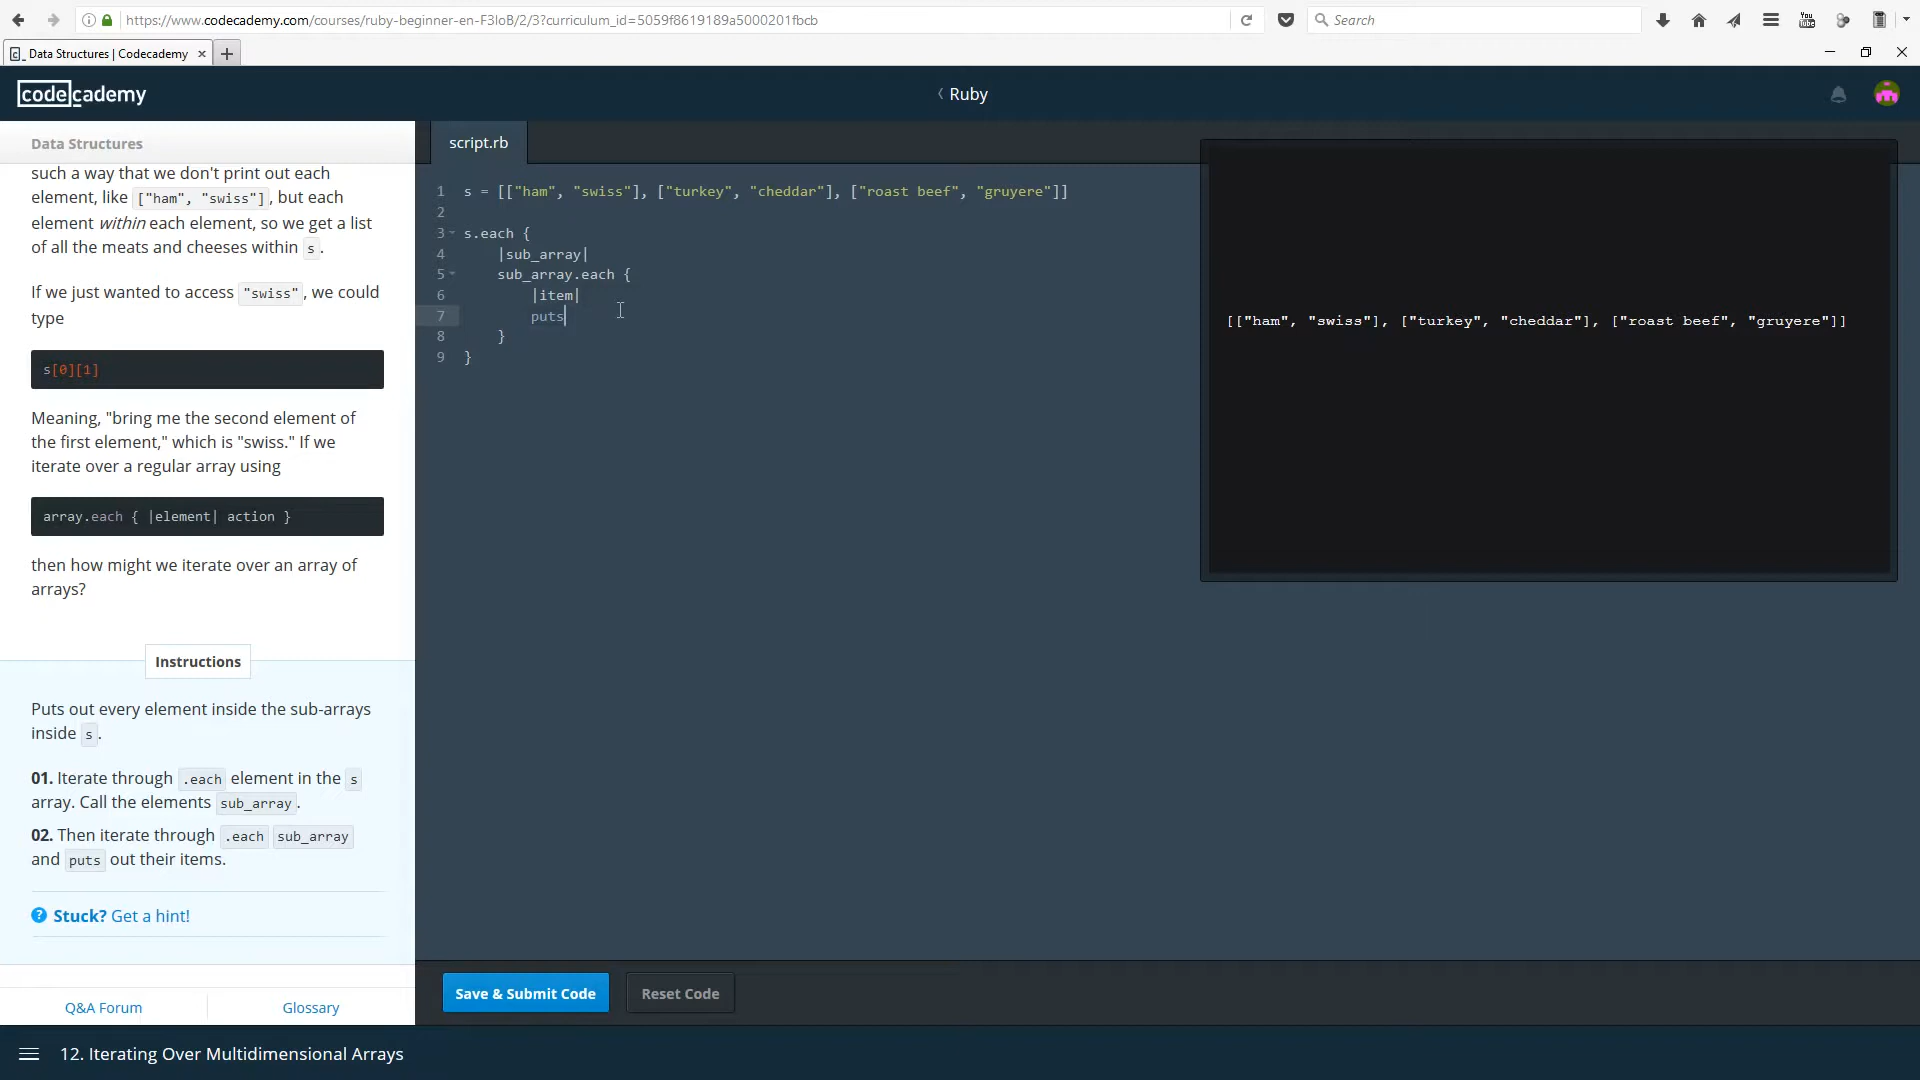 https://www.codecademy.com/courses/ruby-beginner-en-F3loB/2/3?curriculum_id=5059f8619189a5000201fbcb
Search
You
Data Structures | Codecademy
codecademy
Ruby
Data Structures
such a way that we don't print out each
element, like ["ham", "swiss"], but each
element within each element, so we get a list
of all the meats and cheeses within s.
If we just wanted to access "swiss", we could
type
s[0][1]
Meaning, "bring me the second element of
the first element," which is "swiss." If we
iterate over a regular array using
array.each { |element| action }
then how might we iterate over an array of
arrays?
Instructions
Puts out every element inside the sub-arrays
inside s.
01. Iterate through .each element in the s
array. Call the elements sub_array.
02. Then iterate through .each sub_array
and puts out their items.
? Stuck? Get a hint!
Q&A Forum
Glossary
script.rb
1 s = [["ham", "swiss"], ["turkey", "cheddar"], ["roast beef", "gruyere"]]
2
3 s.each {
4 |sub_array|
5 sub_array.each {
6 |item|
7 puts
8 }
9 }
[["ham", "swiss"], ["turkey", "cheddar"], ["roast beef", "gruyere"]]
Save & Submit Code
Reset Code
12. Iterating Over Multidimensional Arrays